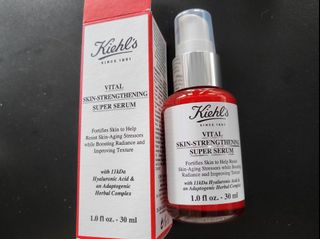 Kiehl's
SINCE 1851
VITAL
SKIN-STRENGTHENING
SUPER SERUM
Fortifies Skin to Help
Resist Skin-Aging Stressors
while Boosting Radiance and
Improving Texture
with 11kDa
Hyaluronic Acid &
an Adaptogenic
Herbal Complex
1.0 fl. oz. - 30 ml
Kiehl's
SINCE 1851
VITAL
SKIN-STRENGTHENING
SUPER SERUM
Fortifies Skin to Help Resist
Skin-Aging Stressors while Boosting
Radiance and Improving Texture
with 11kDa Hyaluronic Acid &
an Adaptogenic Herbal Complex
1.0 fl. oz. - 30 ml